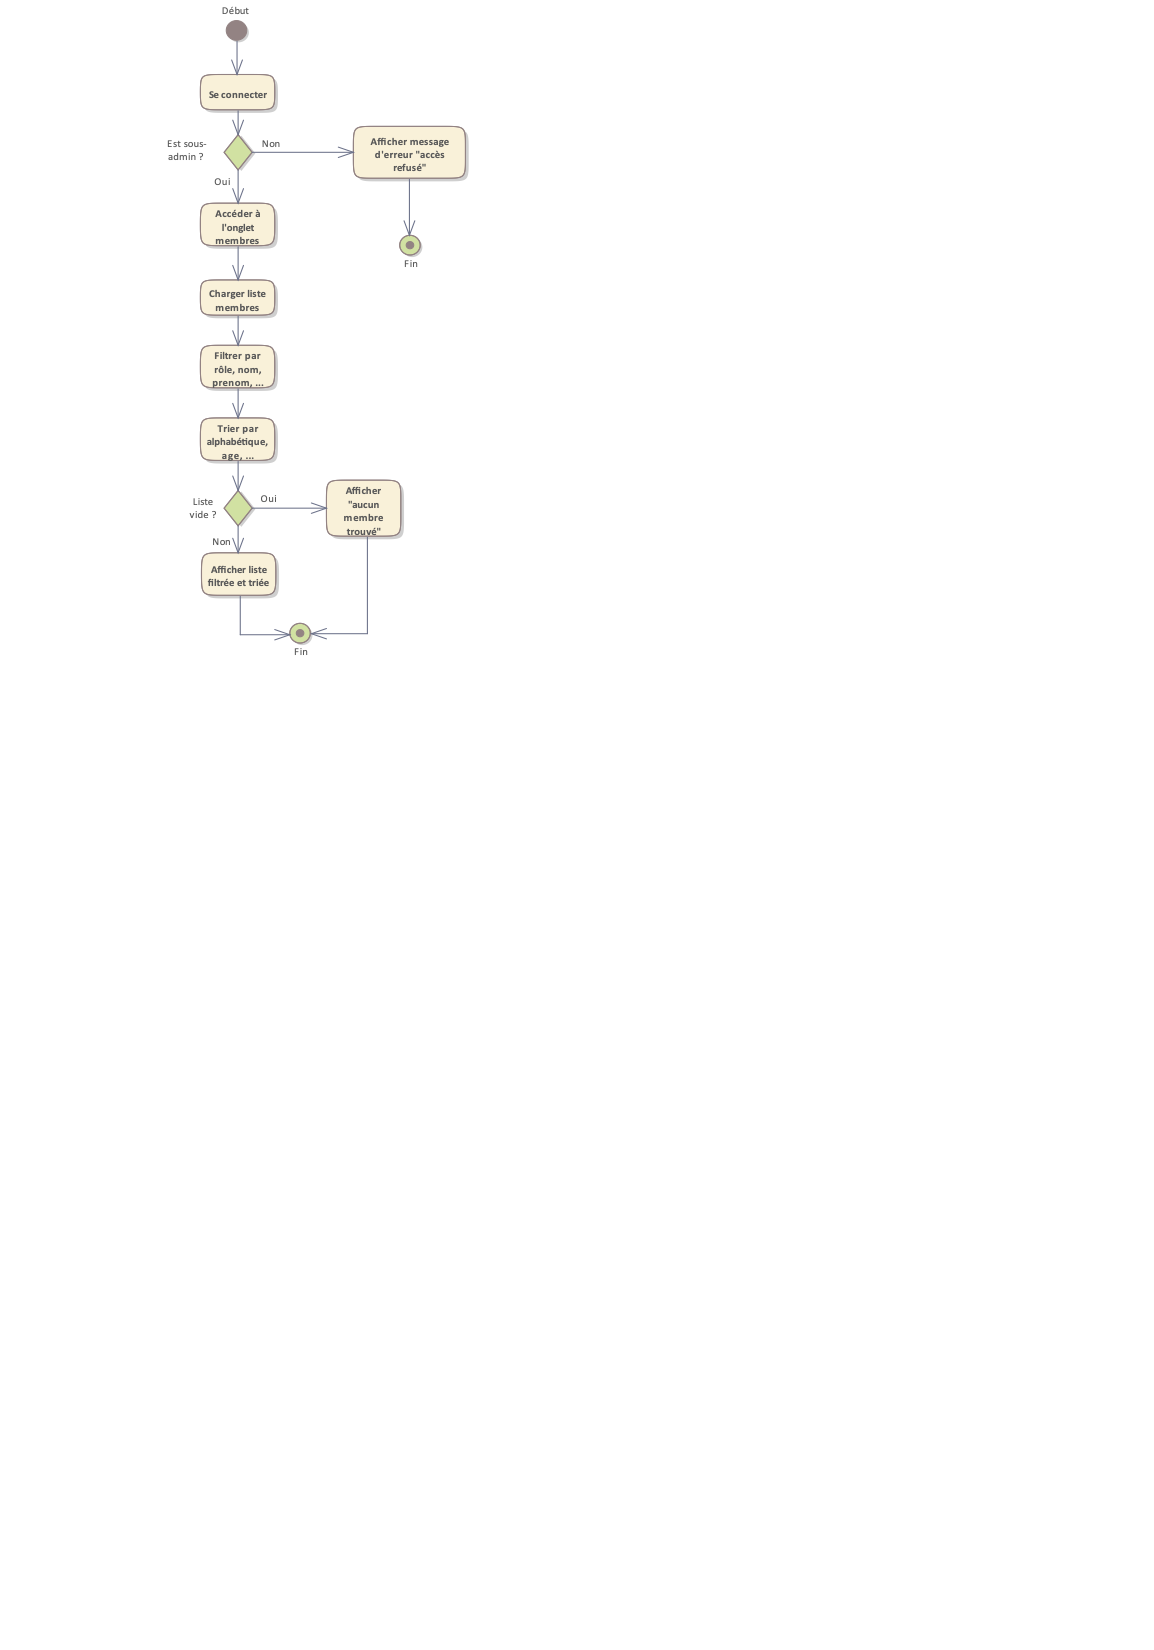 Début
Se connecter
Est sous-
admin ?
Non
Afficher message
d'erreur "accès
refusé"
Oui
Accéder à
l'onglet
membres
Fin
Charger liste
membres
Filtrer par
rôle, nom,
prenom, ...
Trier par
alphabétique,
age, ...
Liste
vide ?
Oui
Afficher
"aucun
membre
trouvé"
Non
Afficher liste
filtrée et triée
Fin